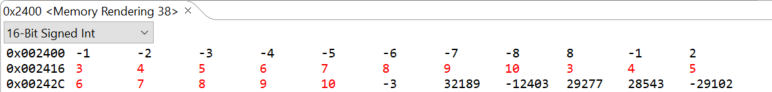 0x2400 <Memory Rendering 38>
16-Bit Signed Int
0x002400 -1 -2 -3 -4 -5 -6 -7 -8 8 -1 2
0x002416 3 4 5 6 7 8 9 10 3 4 5
0x00242C 6 7 8 9 10 -3 32189 -12403 29277 28543 -29102